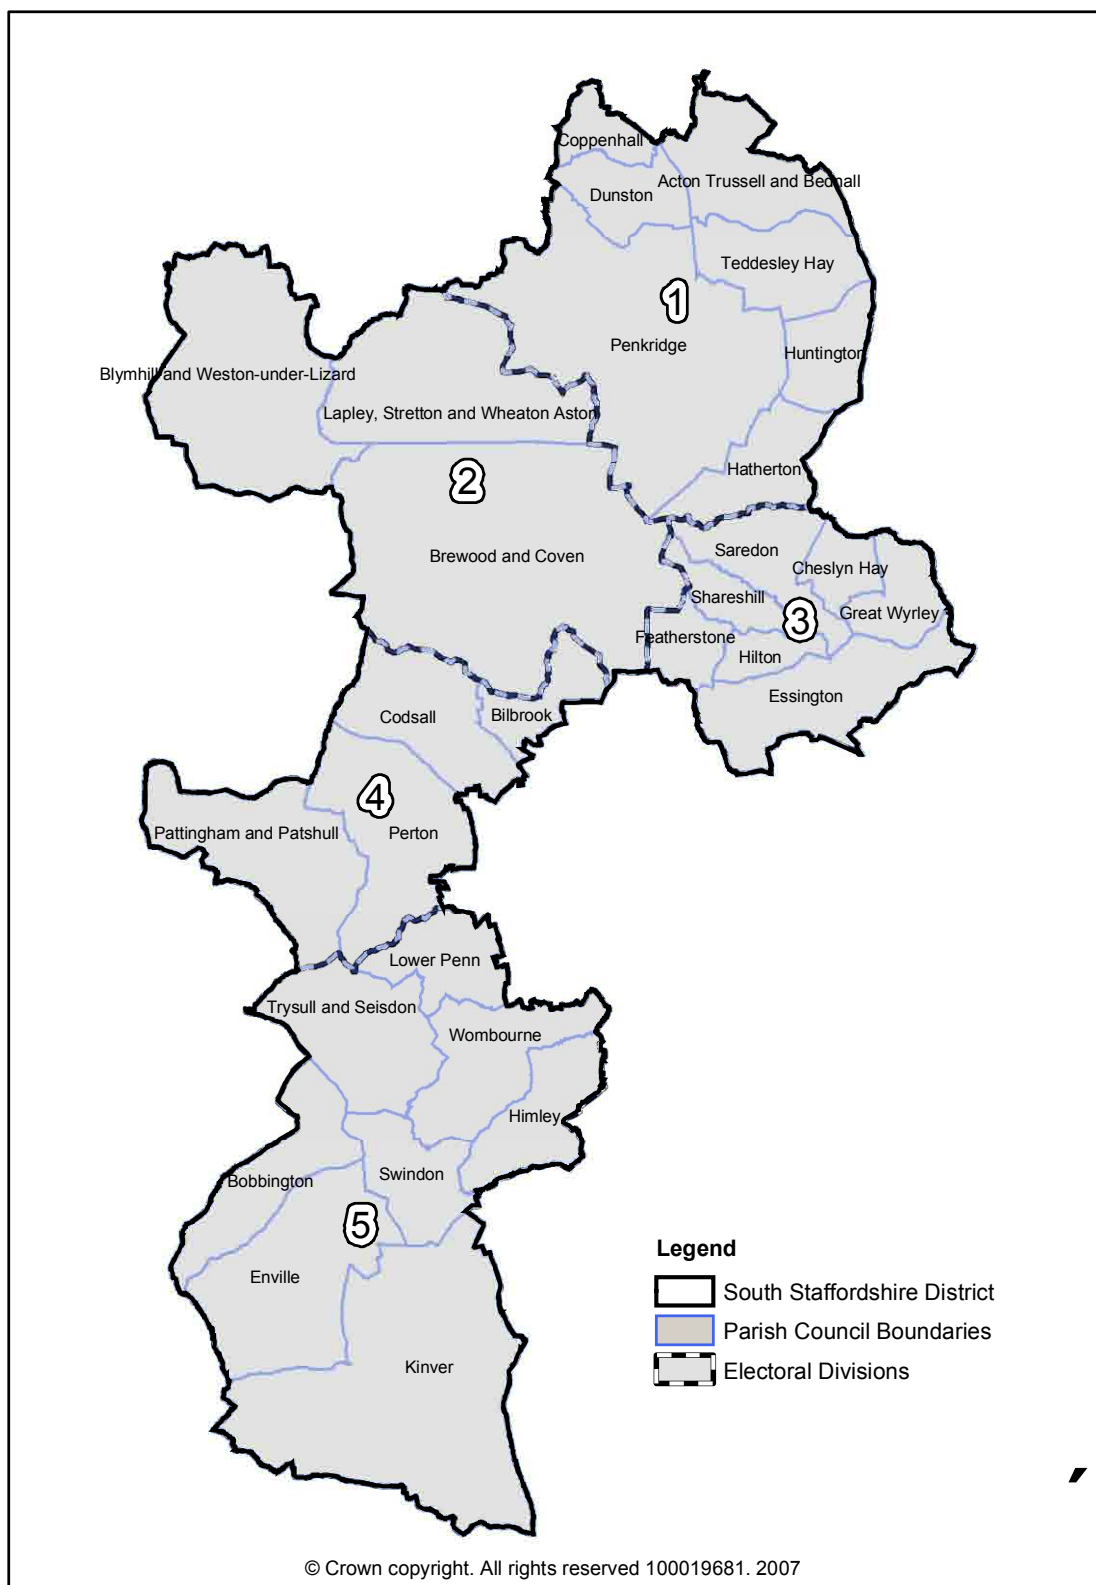 Coppenhall
Acton Trussell and Bednall
Dunston
Teddesley Hay
1
Penkridge
Huntington
Blymhill and Weston-under-Lizard
Lapley, Stretton and Wheaton Aston
Hatherton
2
Brewood and Coven
Saredon
Cheslyn Hay
Shareshill
3
Great Wyrley
Featherstone
Hilton
Essington
Codsall
Bilbrook
4
Pattingham and Patshull
Perton
Lower Penn
Trysull and Seisdon
Wombourne
Himley
Swindon
Bobbington
5
Enville
Kinver
Legend
South Staffordshire District
Parish Council Boundaries
Electoral Divisions
© Crown copyright. All rights reserved 100019681. 2007